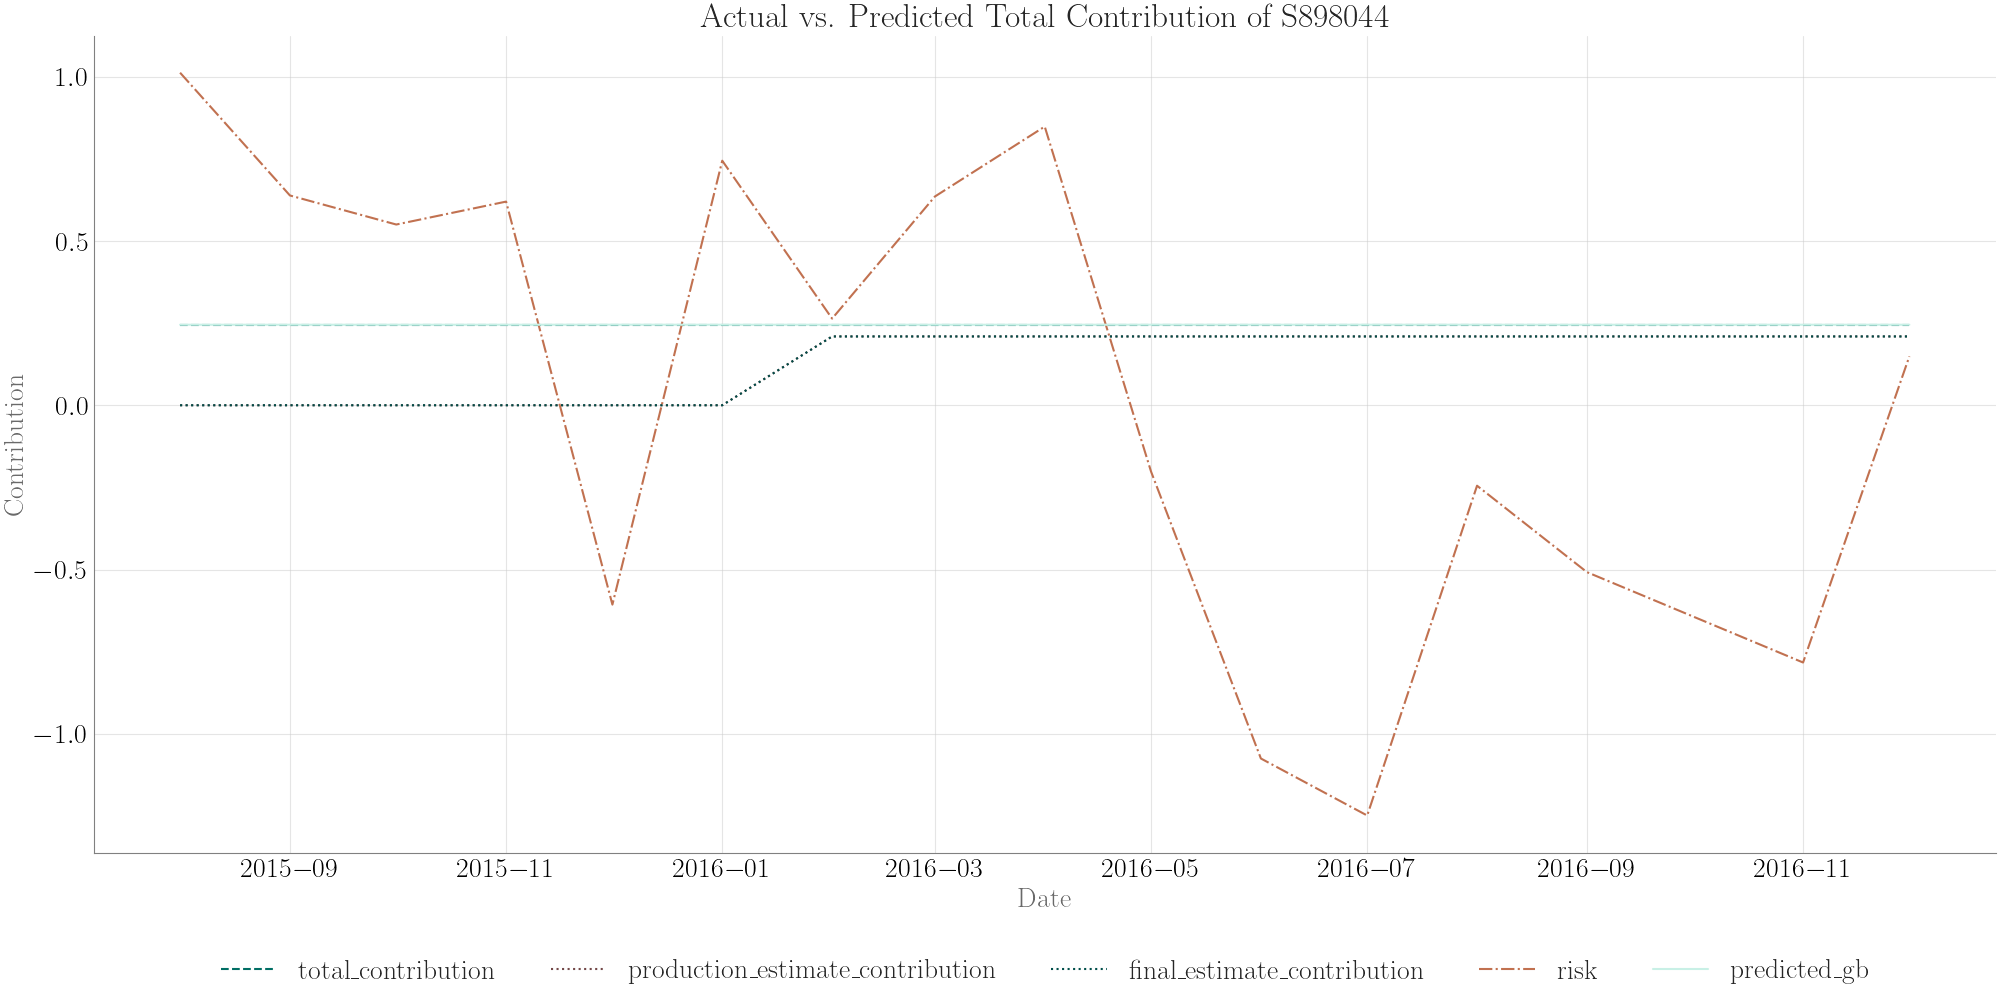 Actual vs. Predicted Total Contribution of S898044
1.0
0.5
0.0
−0.5
−1.0
Contribution
2015−09 2015−11 2016−01 2016−03 2016−05 2016−07 2016−09 2016−11
Date
total_contribution production_estimate_contribution final_estimate_contribution risk predicted_gb